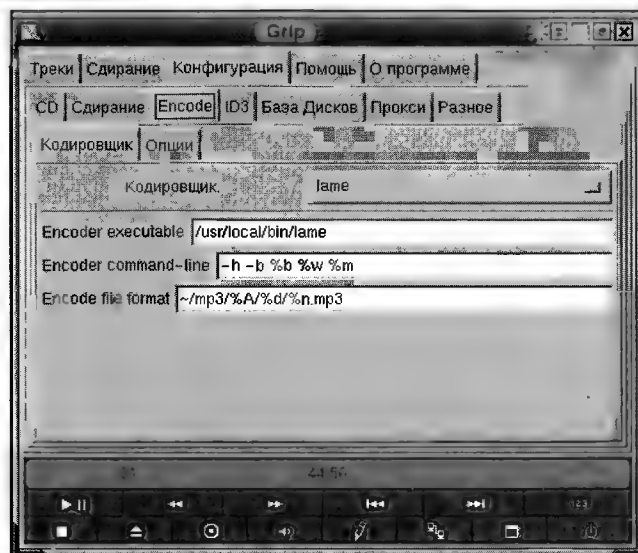 Grip
Треки Сдирание Конфигурация Помощь О программе
CD Сдирание Encode ID3 База Дисков Прокси Разное
Кодировщик Опции
Кодировщик. lame
Encoder executable /usr/local/bin/lame
Encoder command-line -h -b %b %w %m
Encode file format ~/mp3/%A/%d/%n.mp3